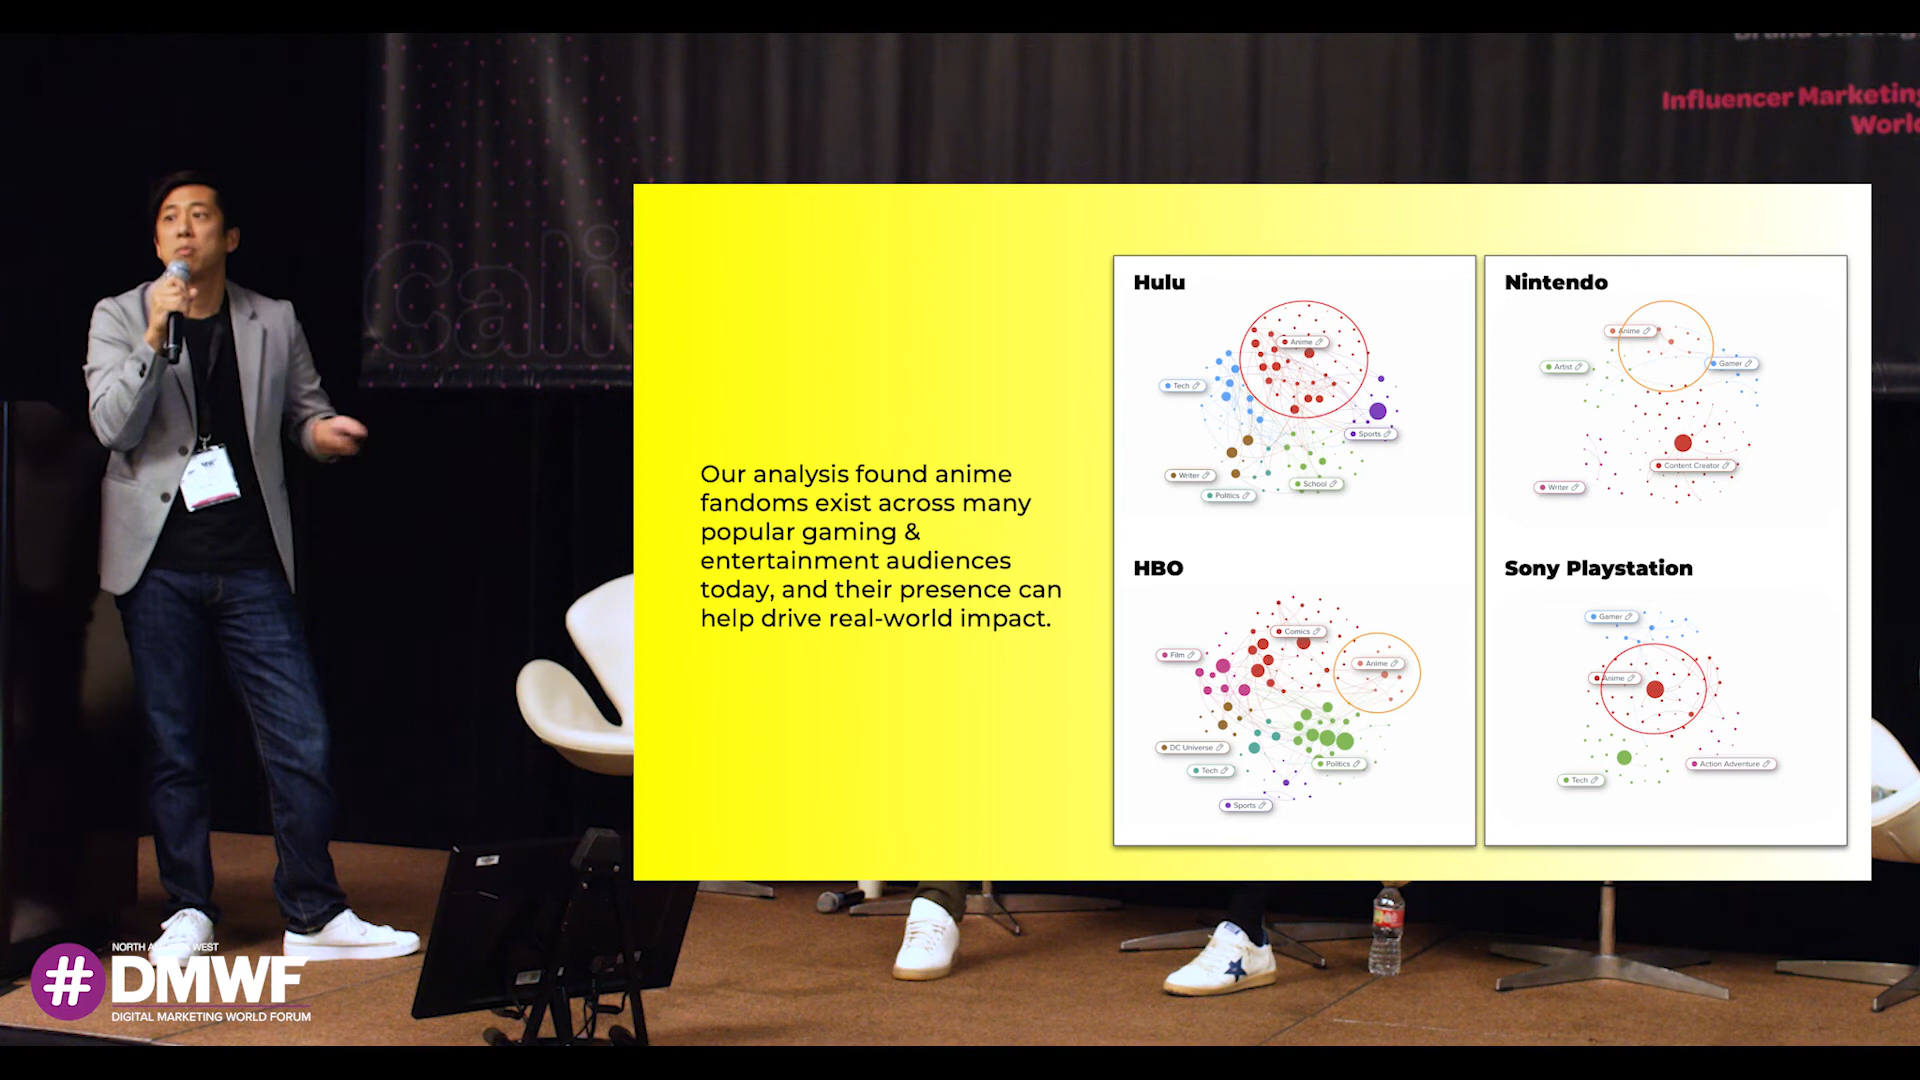 Influencer Marketing
World
Cali
Our analysis found anime
fandoms exist across many
popular gaming &
entertainment audiences
today, and their presence can
help drive real-world impact.
Hulu
Anime
Tech
Sports
Writer
School
Politics
Nintendo
Anime
Artist
Gamer
Content Creator
Writer
HBO
Comics
Film
Anime
DC Universe
Tech
Politics
Sports
Sony Playstation
Gamer
Anime
Action Adventure
Tech
NORTH AMERICA WEST
#DMWF
DIGITAL MARKETING WORLD FORUM